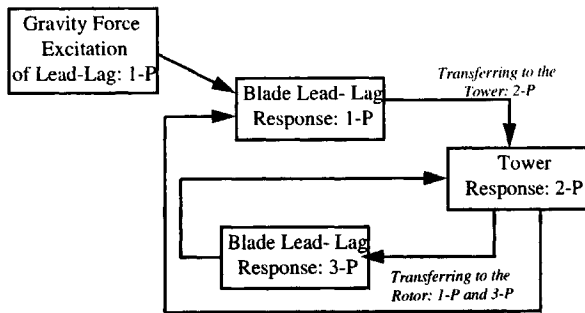 Gravity Force
Excitation
of Lead-Lag: 1-P
Transferring to the
Tower: 2-P
Blade Lead- Lag
Response: 1-P
Tower
Response: 2-P
Blade Lead- Lag
Response: 3-P
Transferring to the
Rotor: 1-P and 3-P